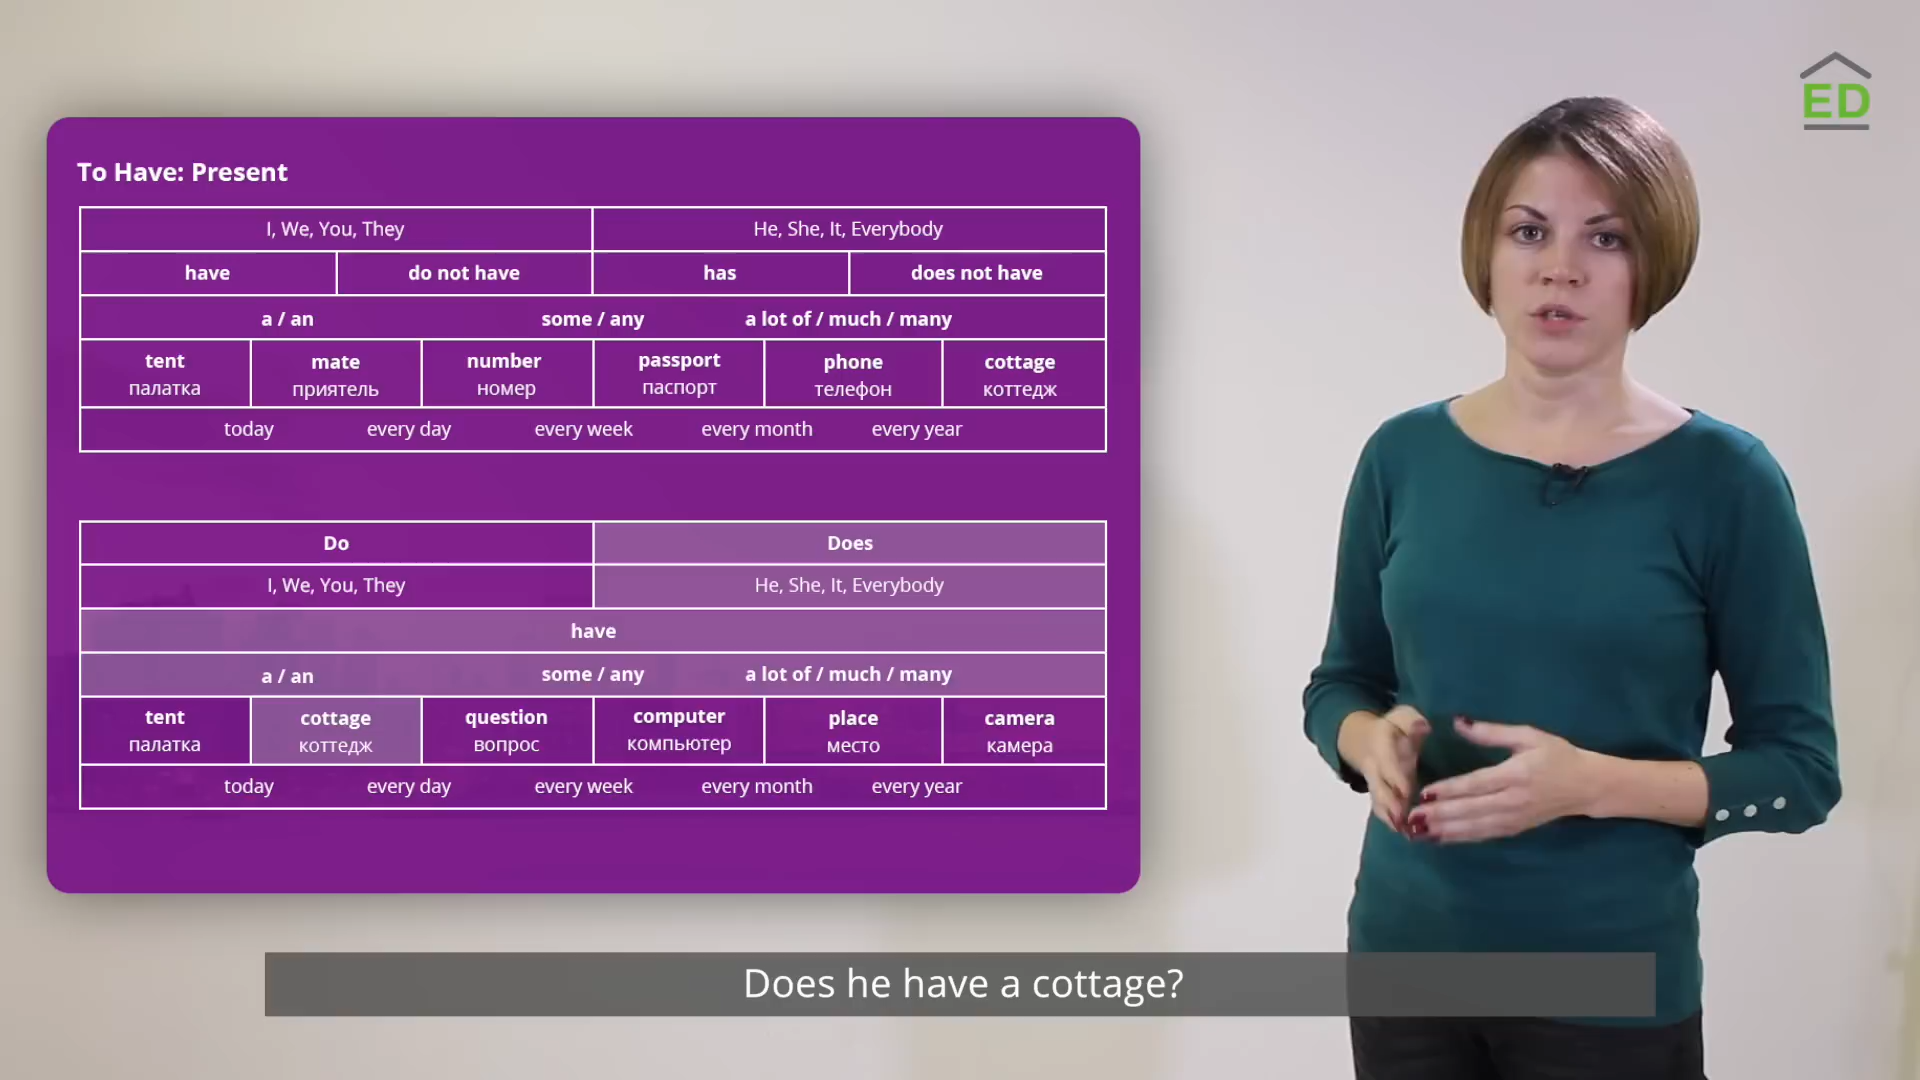 ED
To Have: Present
I, We, You, They He, She, It, Everybody
have do not have has does not have
a / an some / any a lot of / much / many
tent mate number passport phone cottage
палатка приятель номер паспорт телефон коттедж
today every day every week every month every year
Do Does
I, We, You, They He, She, It, Everybody
have
a / an some / any a lot of / much / many
tent cottage question computer place camera
палатка коттедж вопрос компьютер место камера
today every day every week every month every year
Does he have a cottage?